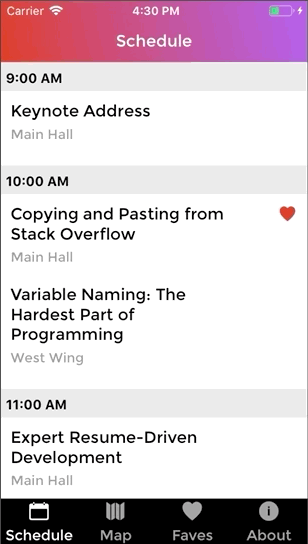 Carrier 4:30 PM
Schedule
9:00 AM
Keynote Address
Main Hall
10:00 AM
Copying and Pasting from
Stack Overflow
Main Hall
Variable Naming: The
Hardest Part of
Programming
West Wing
11:00 AM
Expert Resume-Driven
Development
Main Hall
Schedule Map Faves About